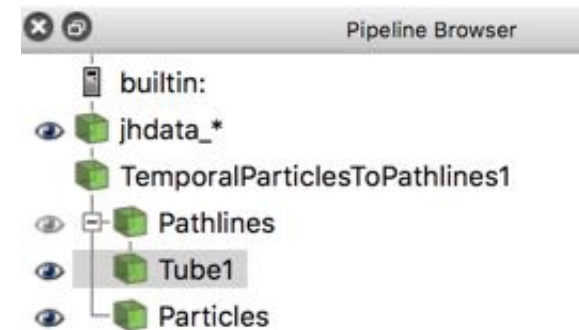 Pipeline Browser
builtin:
jhdata_*
TemporalParticlesToPathlines1
Pathlines
Tube1
Particles